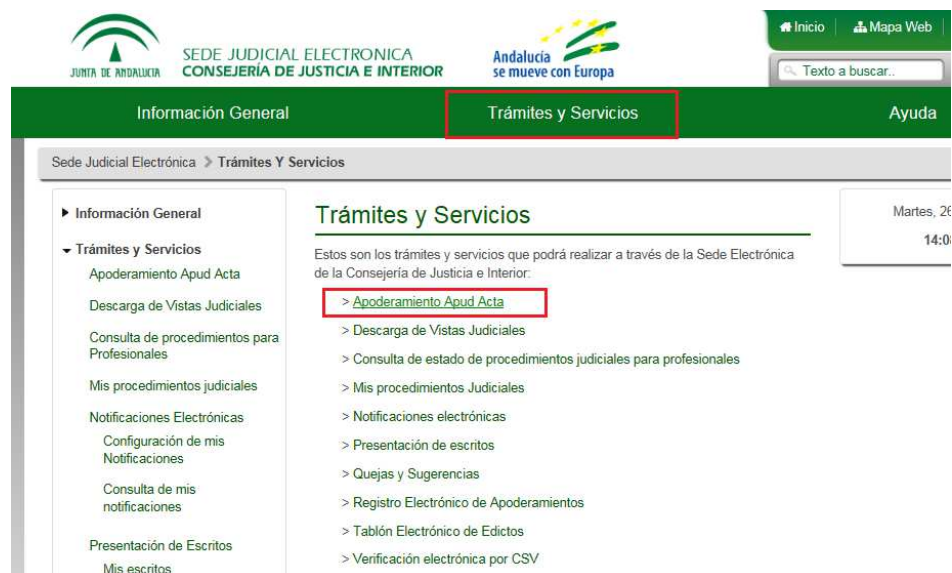 Inicio
Mapa Web
JUNTA DE ANDALUCIA
SEDE JUDICIAL ELECTRONICA
CONSEJERÍA DE JUSTICIA E INTERIOR
Andalucía
se mueve con Europa
Texto a buscar..
Información General
Trámites y Servicios
Ayuda
Sede Judicial Electrónica > Trámites Y Servicios
Información General
Trámites y Servicios
Apoderamiento Apud Acta
Descarga de Vistas Judiciales
Consulta de procedimientos para
Profesionales
Mis procedimientos judiciales
Notificaciones Electrónicas
Configuración de mis
Notificaciones
Consulta de mis
notificaciones
Presentación de Escritos
Mis escritos
Trámites y Servicios
Estos son los trámites y servicios que podrá realizar a través de la Sede Electrónica
de la Consejería de Justicia e Interior:
> Apoderamiento Apud Acta
> Descarga de Vistas Judiciales
> Consulta de estado de procedimientos judiciales para profesionales
> Mis procedimientos Judiciales
> Notificaciones electrónicas
> Presentación de escritos
> Quejas y Sugerencias
> Registro Electrónico de Apoderamientos
> Tablón Electrónico de Edictos
> Verificación electrónica por CSV
Martes, 26
14:08